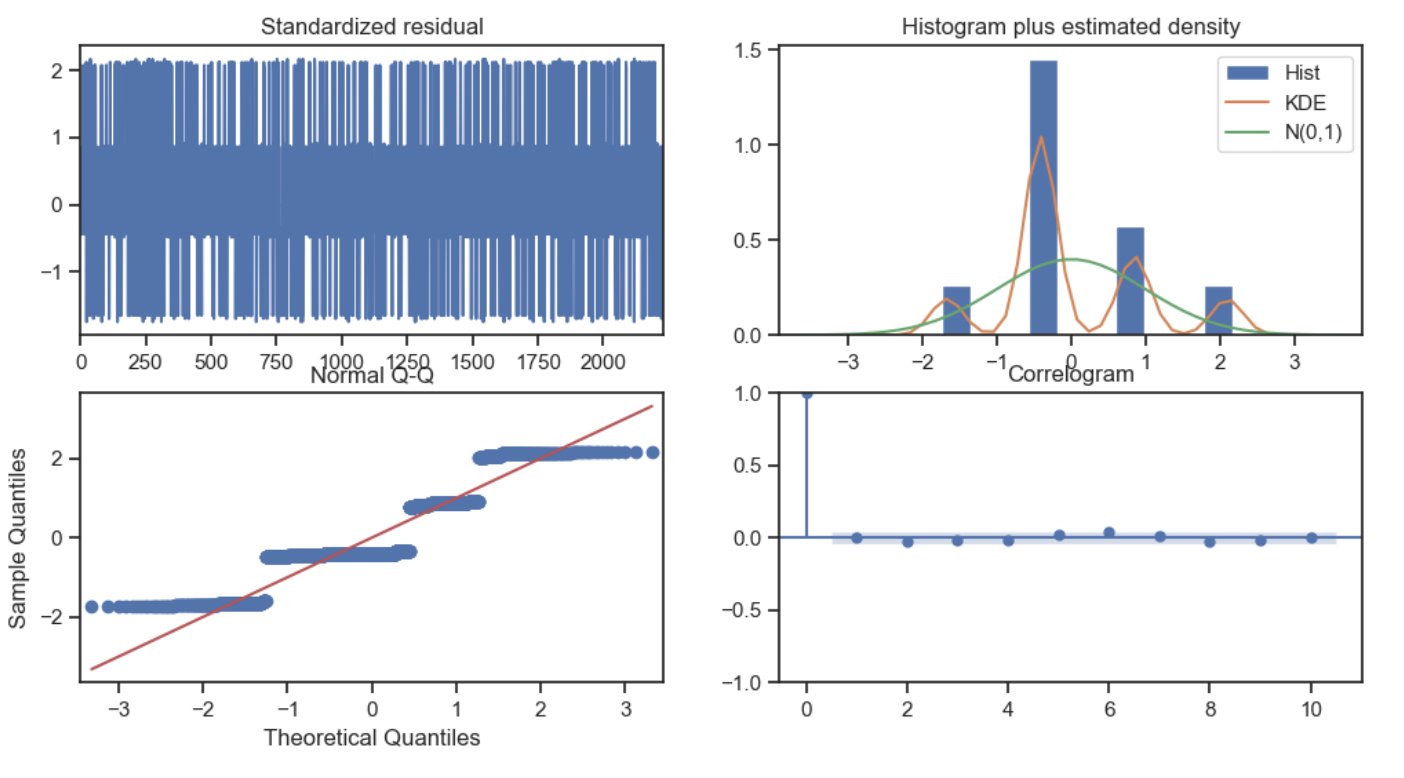 Standardized residual
2
1
0
−1
0 250 500 750 1000 1250 1500 1750 2000
Histogram plus estimated density
1.5
1.0
0.5
0.0
Hist
KDE
N(0,1)
−3 −2 −1 0 1 2 3
Normal Q-Q
Sample Quantiles
2
0
−2
−3 −2 −1 0 1 2 3
Theoretical Quantiles
Correlogram
1.0
0.5
0.0
−0.5
−1.0
0 2 4 6 8 10